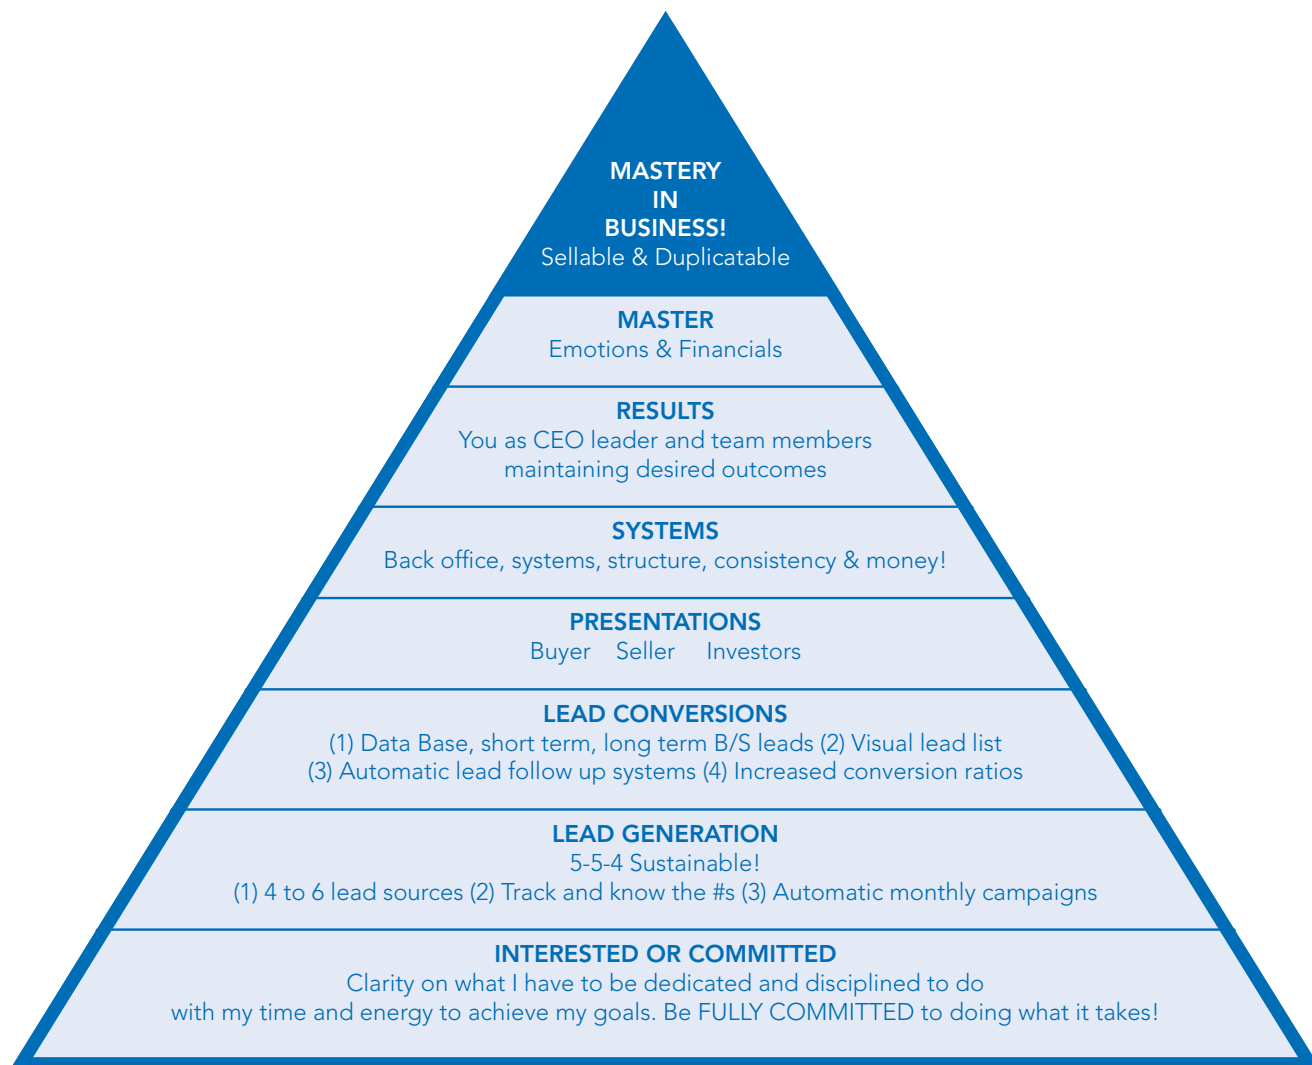 MASTERY
IN
BUSINESS!
Sellable & Duplicatable
MASTER
Emotions & Financials
RESULTS
You as CEO leader and team members
maintaining desired outcomes
SYSTEMS
Back office, systems, structure, consistency & money!
PRESENTATIONS
Buyer Seller Investors
LEAD CONVERSIONS
(1) Data Base, short term, long term B/S leads (2) Visual lead list
(3) Automatic lead follow up systems (4) Increased conversion ratios
LEAD GENERATION
5-5-4 Sustainable!
(1) 4 to 6 lead sources (2) Track and know the #s (3) Automatic monthly campaigns
INTERESTED OR COMMITTED
Clarity on what I have to be dedicated and disciplined to do
with my time and energy to achieve my goals. Be FULLY COMMITTED to doing what it takes!